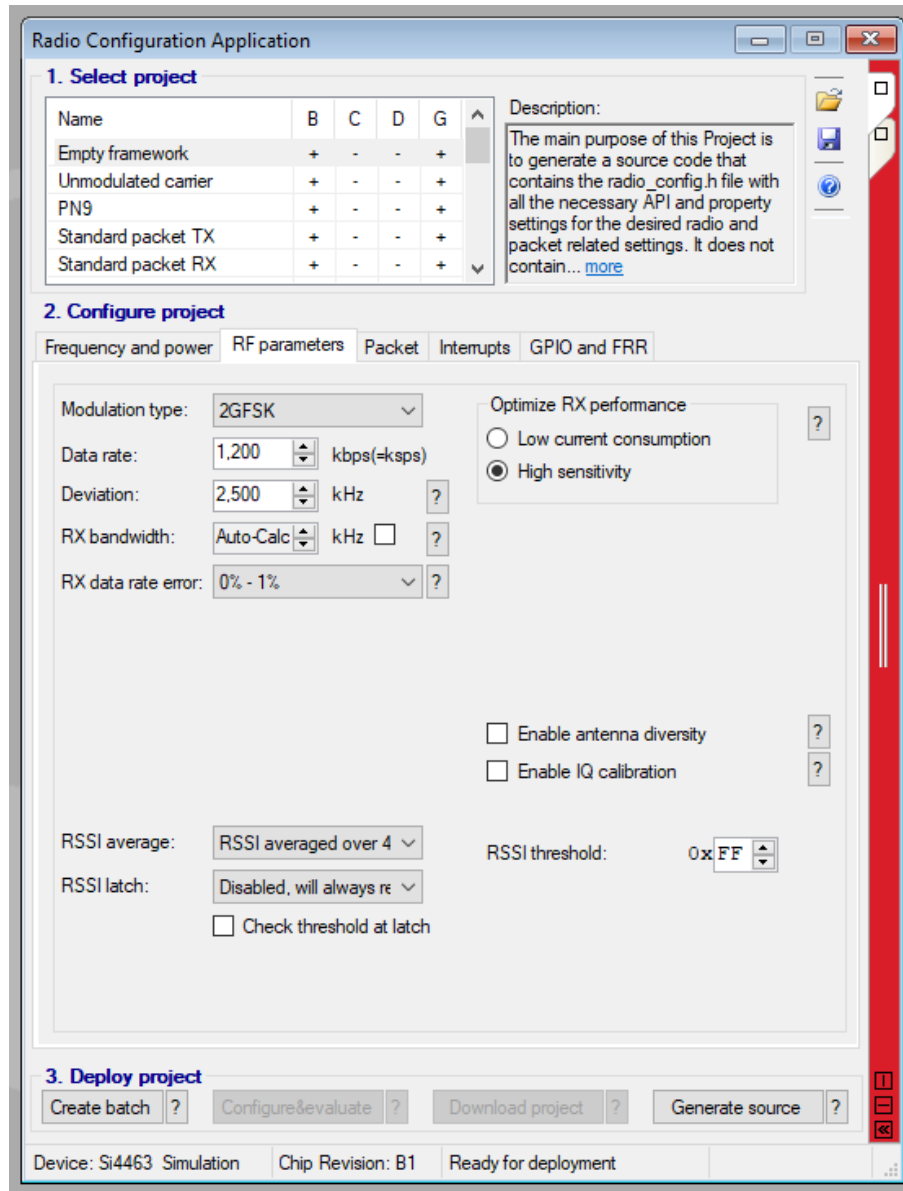 Radio Configuration Application
1. Select project
Name B C D G
Empty framework + - - +
Unmodulated carrier + - - +
PN9 + - - +
Standard packet TX + - - +
Standard packet RX + - - +
Description:
The main purpose of this Project is
to generate a source code that
contains the radio_config.h file with
all the necessary API and property
settings for the desired radio and
packet related settings. It does not
contain... more
2. Configure project
Frequency and power RF parameters Packet Interrupts GPIO and FRR
Modulation type: 2GFSK
Data rate: 1,200 kbps(=ksps)
Deviation: 2,500 kHz ?
RX bandwidth: Auto-Calc kHz ?
RX data rate error: 0% - 1% ?
Optimize RX performance ?
Low current consumption
High sensitivity
Enable antenna diversity ?
Enable IQ calibration ?
RSSI average: RSSI averaged over 4
RSSI threshold: 0x FF
RSSI latch: Disabled, will always re
Check threshold at latch
3. Deploy project
Create batch ? Configure&evaluate ? Download project ? Generate source ?
Device: Si4463 Simulation Chip Revision: B1 Ready for deployment